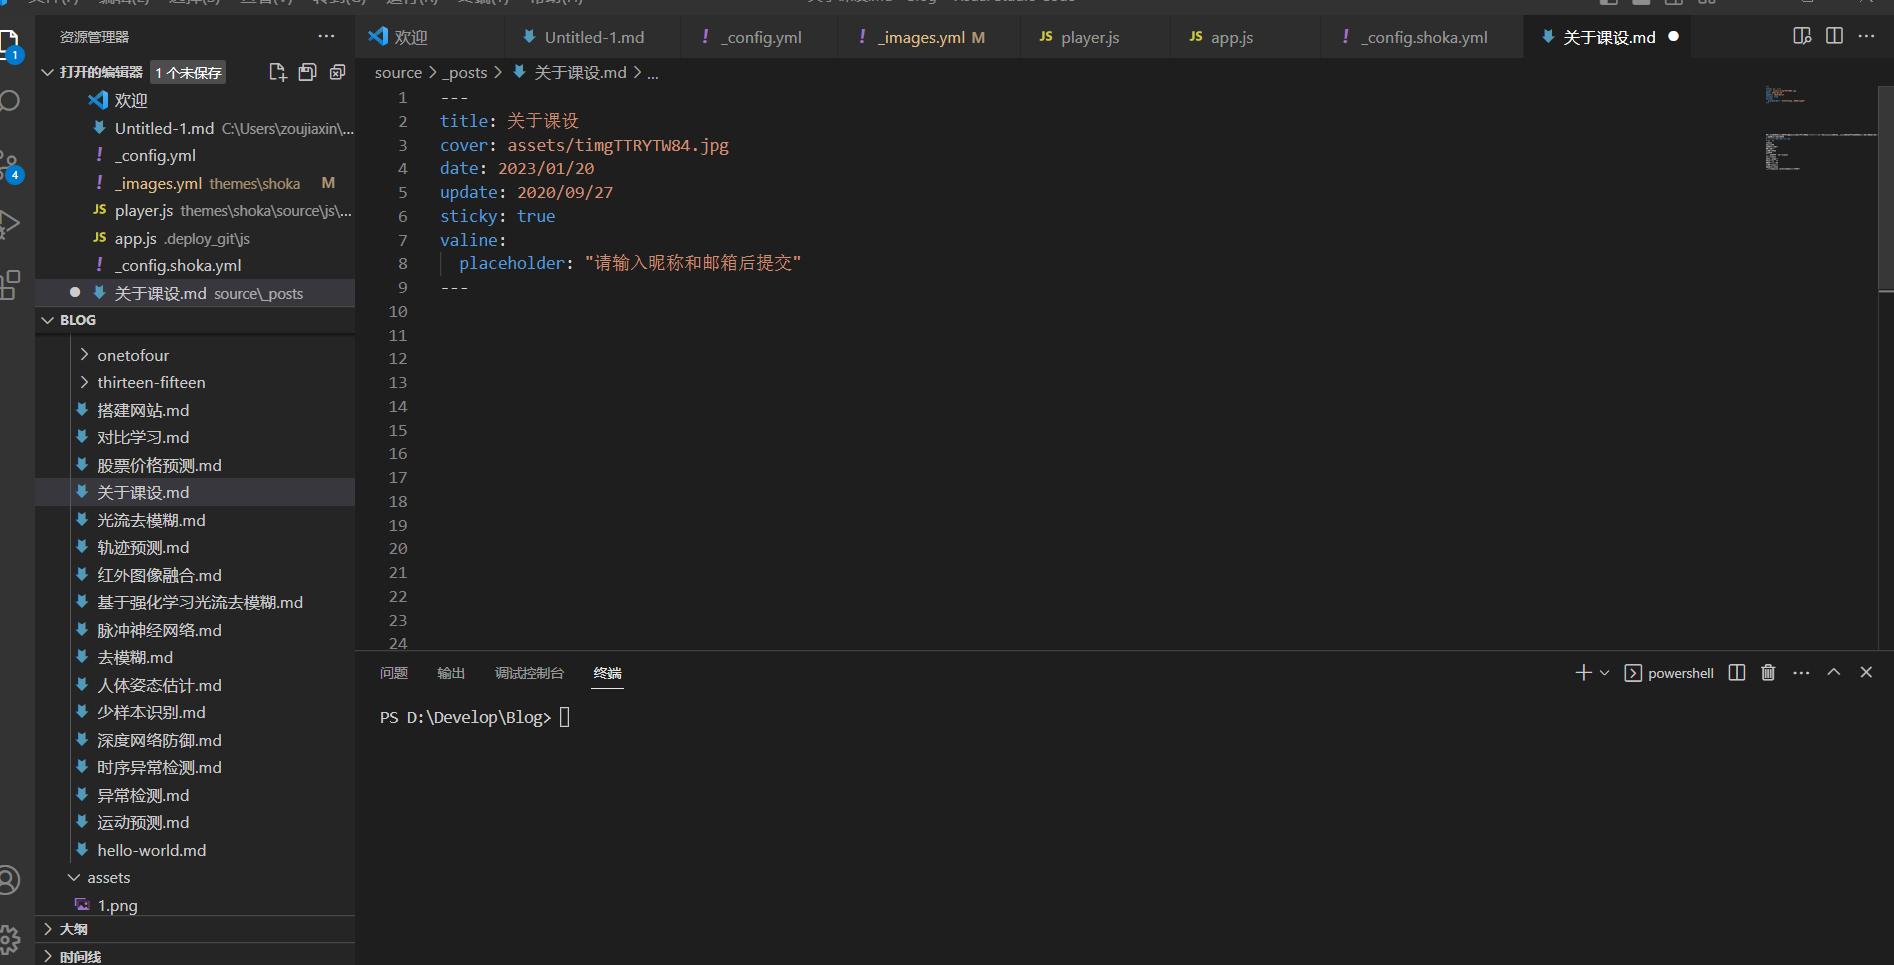 资源管理器
打开的编辑器 1 个未保存
欢迎
Untitled-1.md C:\Users\zoujiaxin\...
_config.yml
_images.yml themes\shoka M
player.js themes\shoka\source\js\...
app.js .deploy_git\js
_config.shoka.yml
关于课设.md source\_posts
BLOG
onetofour
thirteen-fifteen
搭建网站.md
对比学习.md
股票价格预测.md
关于课设.md
光流去模糊.md
轨迹预测.md
红外图像融合.md
基于强化学习光流去模糊.md
脉冲神经网络.md
去模糊.md
人体姿态估计.md
少样本识别.md
深度网络防御.md
时序异常检测.md
异常检测.md
运动预测.md
hello-world.md
assets
1.png
大纲
时间线
1
4
欢迎 Untitled-1.md _config.yml _images.yml M player.js app.js _config.shoka.yml 关于课设.md
source > _posts > 关于课设.md > ...
1 ---
2 title: 关于课设
3 cover: assets/timgTTRYTW84.jpg
4 date: 2023/01/20
5 update: 2020/09/27
6 sticky: true
7 valine:
8 placeholder: "请输入昵称和邮箱后提交"
9 ---
10
11
12
13
14
15
16
17
18
19
20
21
22
23
24
问题 输出 调试控制台 终端 powershell
PS D:\Develop\Blog>